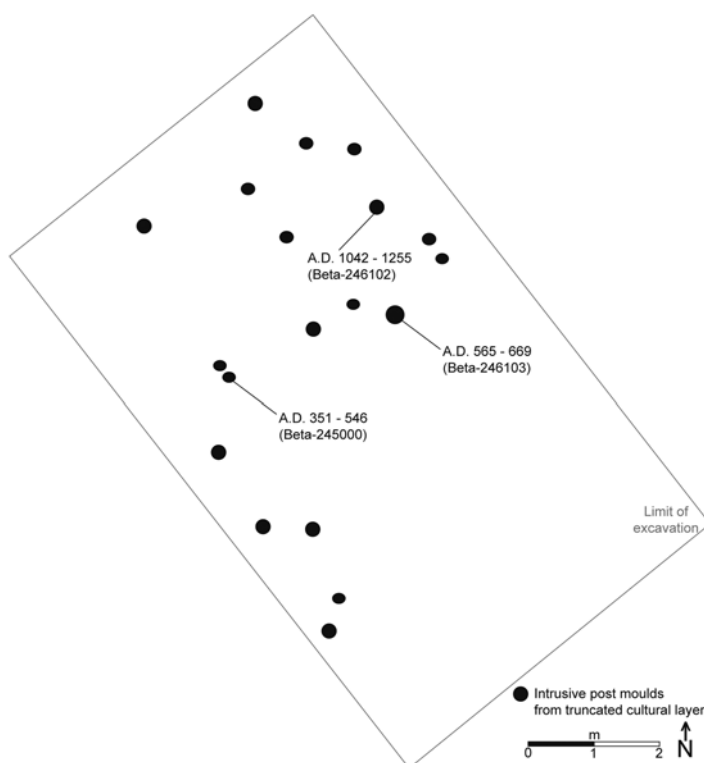 A.D. 1042 - 1255
(Beta-246102)
A.D. 565 - 669
(Beta-246103)
A.D. 351 - 546
(Beta-245000)
Limit of
excavation
Intrusive post moulds
from truncated cultural layer
m
0 1 2
N